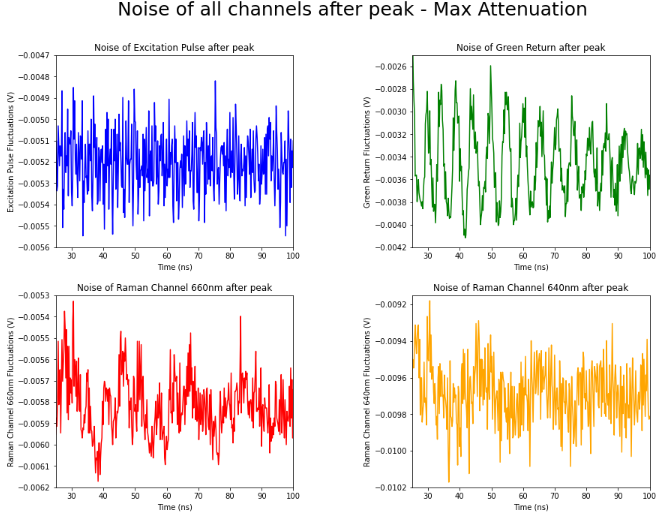 Noise of all channels after peak - Max Attenuation
Noise of Excitation Pulse after peak
−0.0047
−0.0048
−0.0049
−0.0050
−0.0051
−0.0052
−0.0053
−0.0054
−0.0055
−0.0056
Excitation Pulse Fluctuations (V)
30 40 50 60 70 80 90 100
Time (ns)
Noise of Green Return after peak
−0.0026
−0.0028
−0.0030
−0.0032
−0.0034
−0.0036
−0.0038
−0.0040
−0.0042
Green Return Fluctuations (V)
30 40 50 60 70 80 90 100
Time (ns)
Noise of Raman Channel 660nm after peak
−0.0053
−0.0054
−0.0055
−0.0056
−0.0057
−0.0058
−0.0059
−0.0060
−0.0061
−0.0062
Raman Channel 660nm Fluctuations (V)
30 40 50 60 70 80 90 100
Time (ns)
Noise of Raman Channel 640nm after peak
−0.0092
−0.0094
−0.0096
−0.0098
−0.0100
−0.0102
Raman Channel 640nm Fluctuations (V)
30 40 50 60 70 80 90 100
Time (ns)